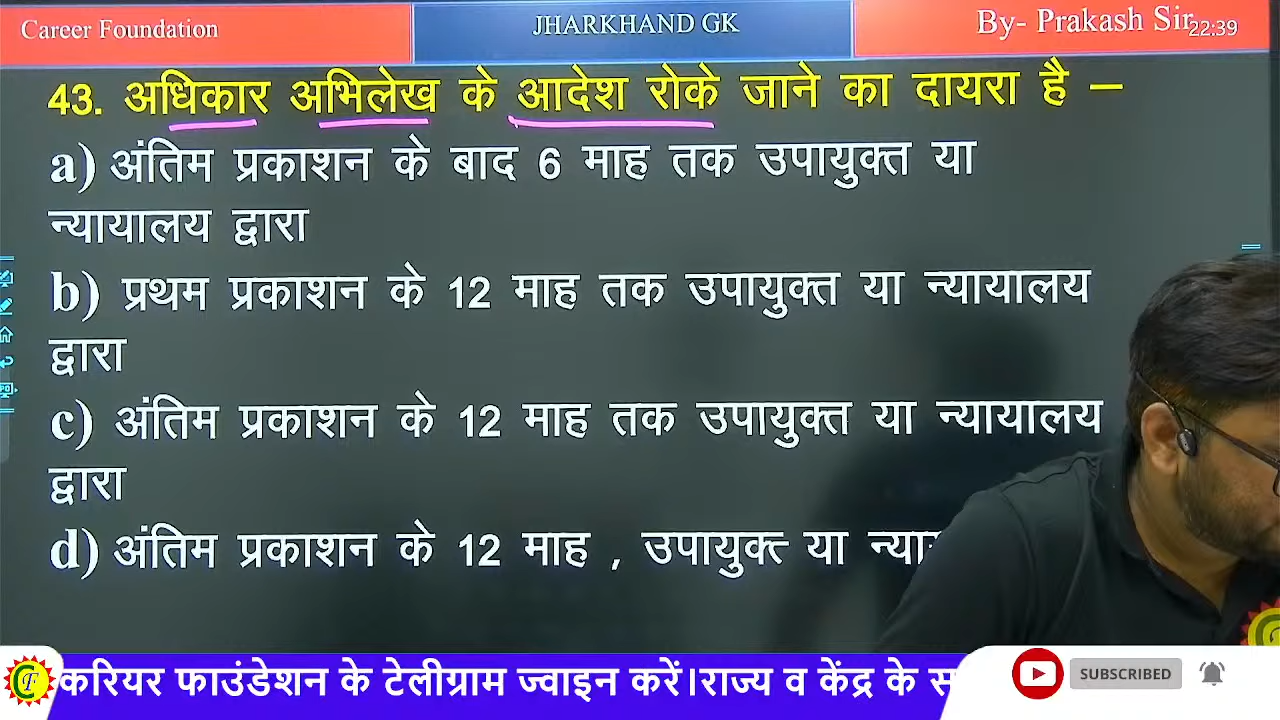 Career Foundation
JHARKHAND GK
By- Prakash Sir
22:39
43. अधिकार अभिलेख के आदेश रोके जाने का दायरा है –
a) अंतिम प्रकाशन के बाद 6 माह तक उपायुक्त या
न्यायालय द्वारा
b) प्रथम प्रकाशन के 12 माह तक उपायुक्त या न्यायालय
द्वारा
c) अंतिम प्रकाशन के 12 माह तक उपायुक्त या न्यायालय
द्वारा
d) अंतिम प्रकाशन के 12 माह , उपायुक्त या
करियर फाउंडेशन के टेलीग्राम ज्वाइन करें।राज्य व केंद्र के
SUBSCRIBED